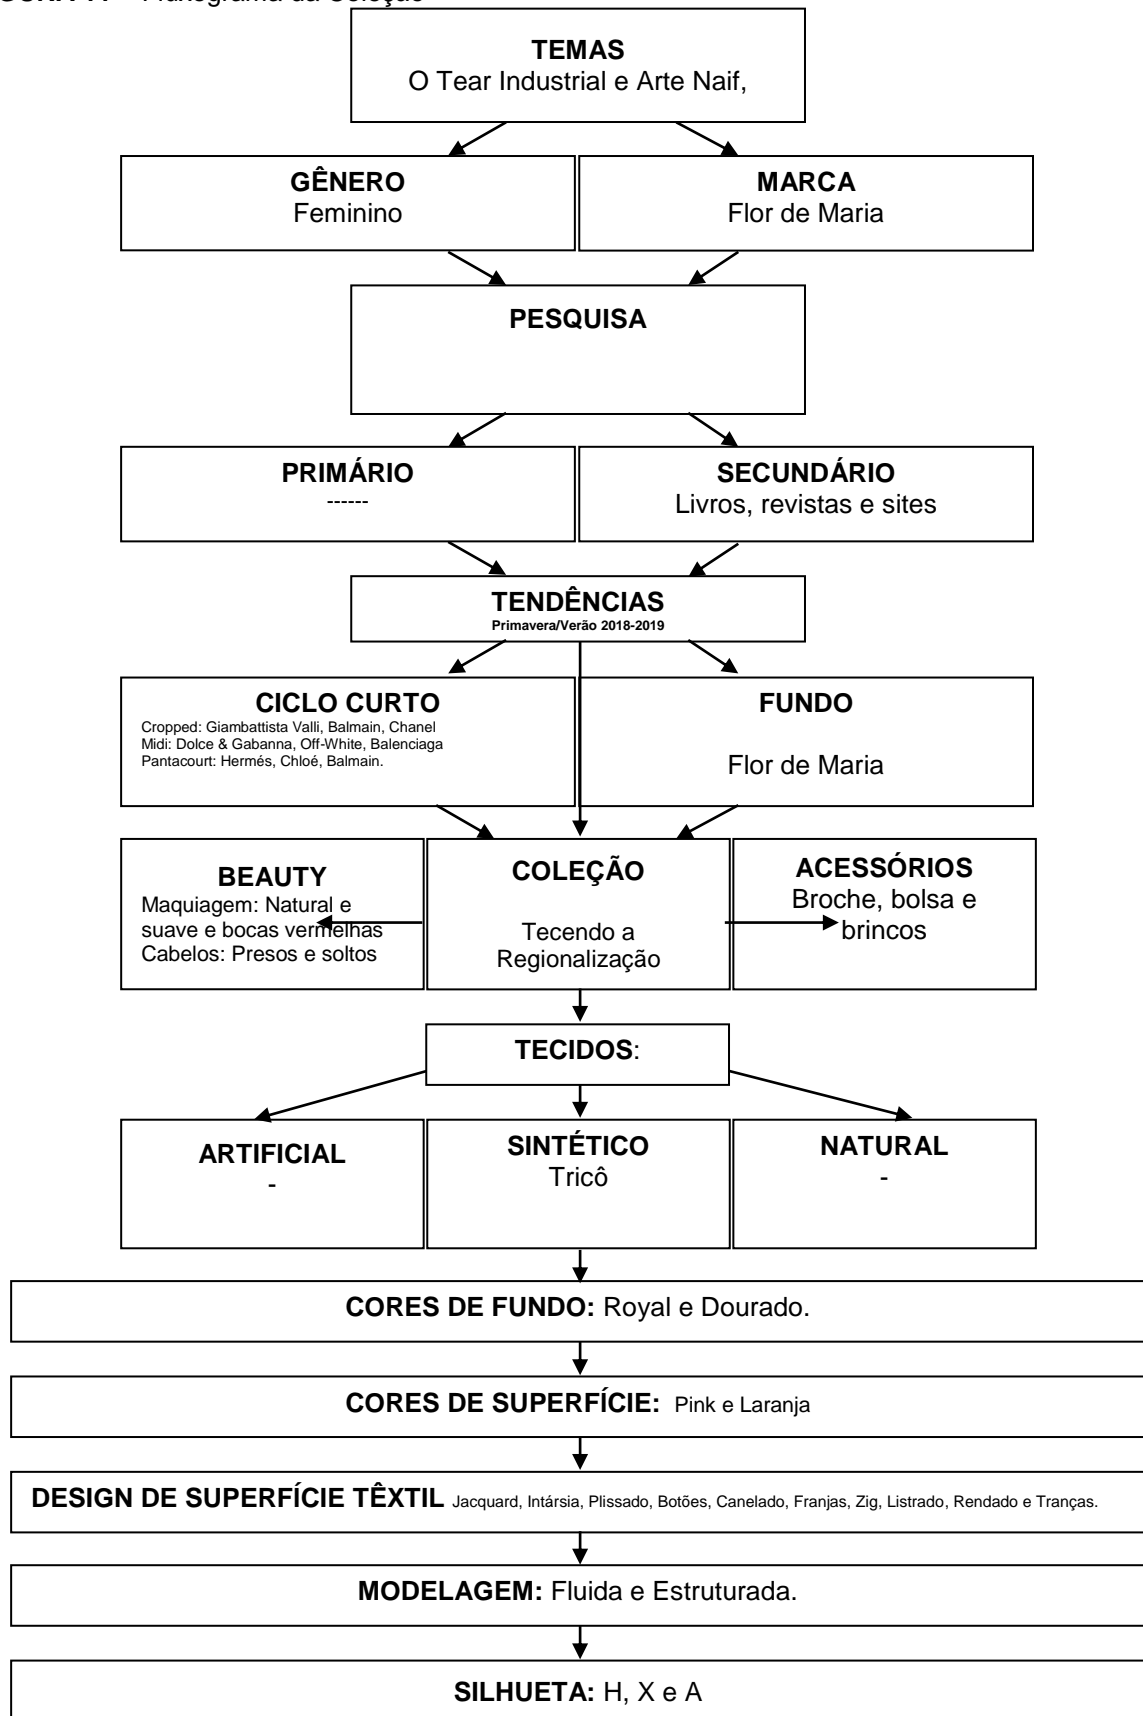 Fluxograma da Coleção
TEMAS
O Tear Industrial e Arte Naif,
GÊNERO
Feminino
MARCA
Flor de Maria
PESQUISA
PRIMÁRIO
------
SECUNDÁRIO
Livros, revistas e sites
TENDÊNCIAS
Primavera/Verão 2018-2019
CICLO CURTO
Cropped: Giambattista Valli, Balmain, Chanel
Midi: Dolce & Gabanna, Off-White, Balenciaga
Pantacourt: Hermés, Chloé, Balmain.
FUNDO
Flor de Maria
BEAUTY
Maquiagem: Natural e
suave e bocas vermelhas
Cabelos: Presos e soltos
COLEÇÃO
Tecendo a
Regionalização
ACESSÓRIOS
Broche, bolsa e
brincos
TECIDOS:
ARTIFICIAL
-
SINTÉTICO
Tricô
NATURAL
-
CORES DE FUNDO: Royal e Dourado.
CORES DE SUPERFÍCIE: Pink e Laranja
DESIGN DE SUPERFÍCIE TÊXTIL Jacquard, Intársia, Plissado, Botões, Canelado, Franjas, Zig, Listrado, Rendado e Tranças.
MODELAGEM: Fluida e Estruturada.
SILHUETA: H, X e A